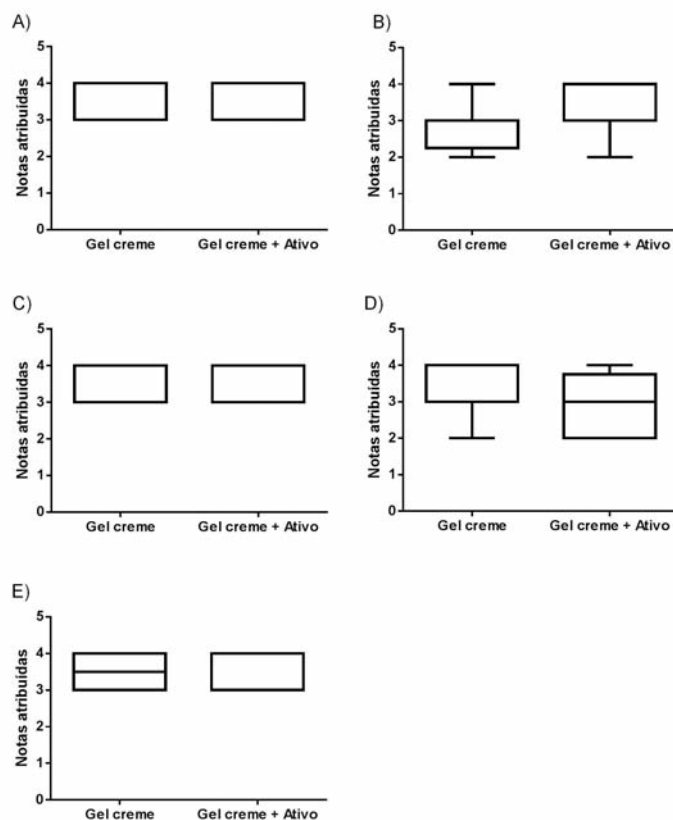 A)
Notas atribuídas
5
4
3
2
1
0
Gel creme
Gel creme + Ativo
B)
Notas atribuídas
5
4
3
2
1
0
Gel creme
Gel creme + Ativo
C)
Notas atribuídas
5
4
3
2
1
0
Gel creme
Gel creme + Ativo
D)
Notas atribuídas
5
4
3
2
1
0
Gel creme
Gel creme + Ativo
E)
Notas atribuídas
5
4
3
2
1
0
Gel creme
Gel creme + Ativo